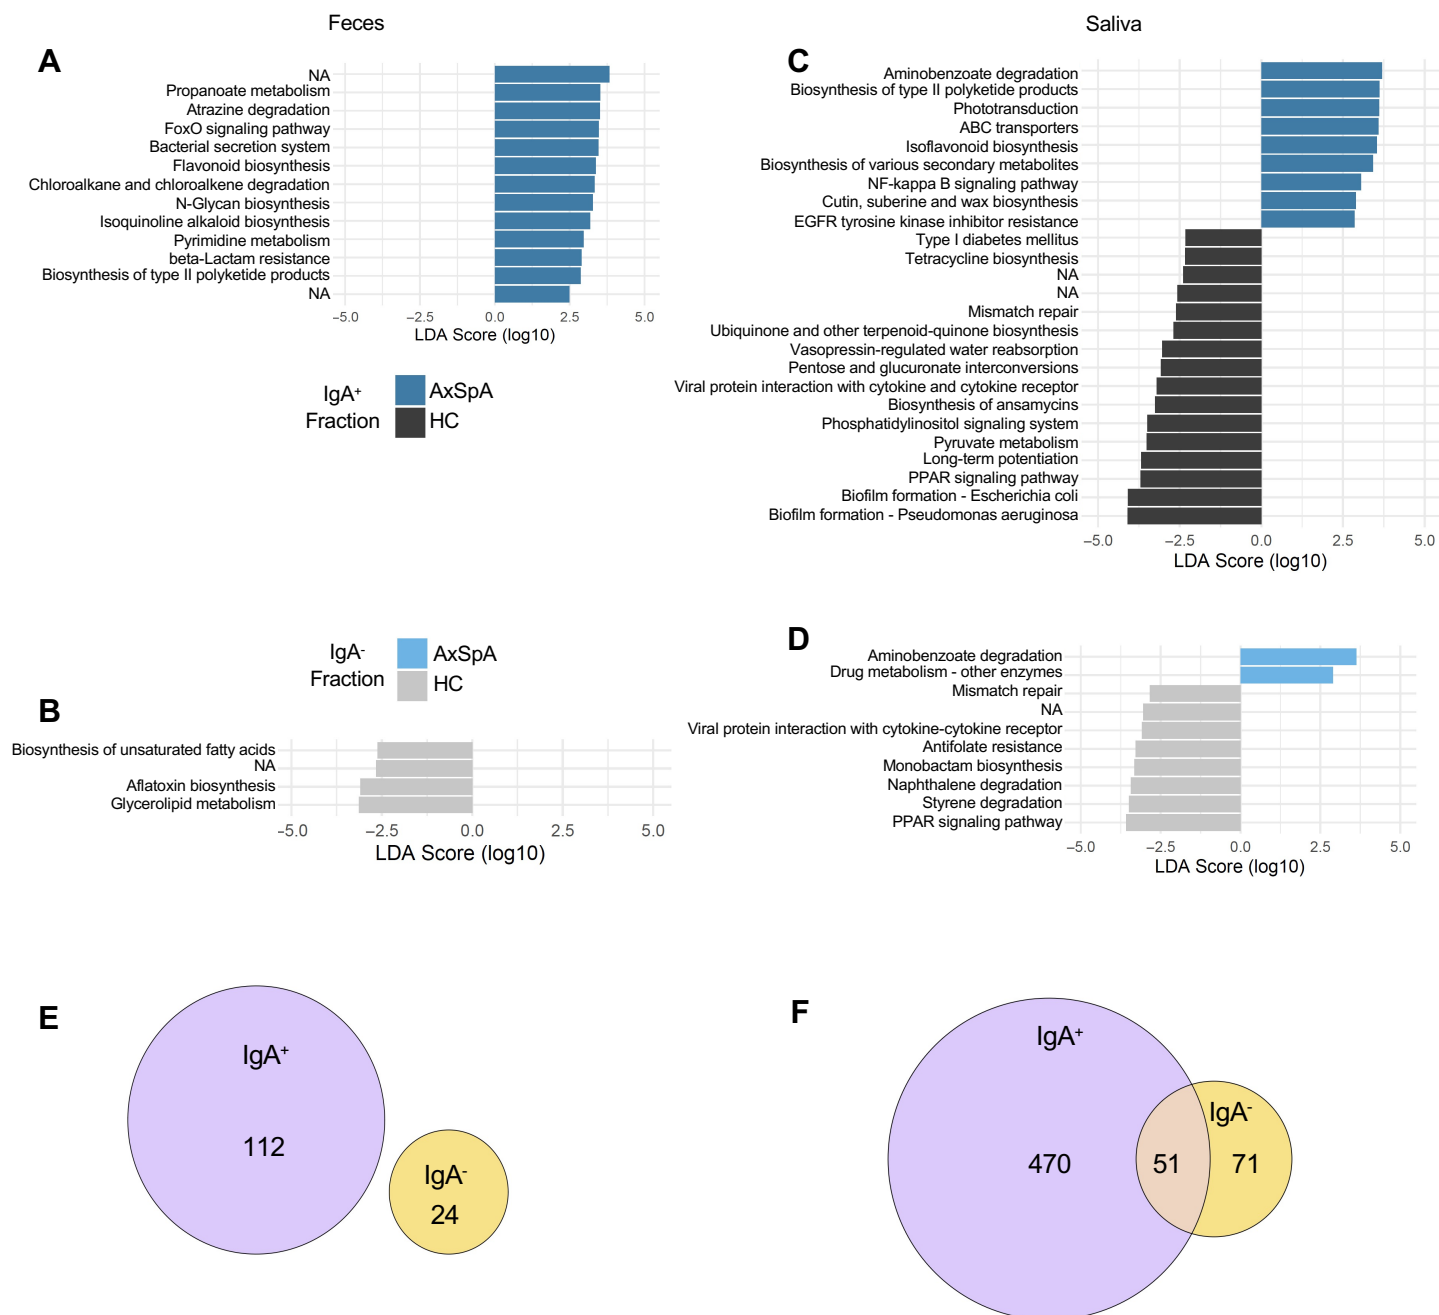 Feces
A
NA
Propanoate metabolism
Atrazine degradation
FoxO signaling pathway
Bacterial secretion system
Flavonoid biosynthesis
Chloroalkane and chloroalkene degradation
N-Glycan biosynthesis
Isoquinoline alkaloid biosynthesis
Pyrimidine metabolism
beta-Lactam resistance
Biosynthesis of type II polyketide products
NA
−5.0 −2.5 0.0 2.5 5.0
LDA Score (log10)
IgA+ Fraction
AxSpA
HC
IgA- Fraction
AxSpA
HC
B
Biosynthesis of unsaturated fatty acids
NA
Aflatoxin biosynthesis
Glycerolipid metabolism
−5.0 −2.5 0.0 2.5 5.0
LDA Score (log10)
Saliva
C
Aminobenzoate degradation
Biosynthesis of type II polyketide products
Phototransduction
ABC transporters
Isoflavonoid biosynthesis
Biosynthesis of various secondary metabolites
NF-kappa B signaling pathway
Cutin, suberine and wax biosynthesis
EGFR tyrosine kinase inhibitor resistance
Type I diabetes mellitus
Tetracycline biosynthesis
NA
NA
Mismatch repair
Ubiquinone and other terpenoid-quinone biosynthesis
Vasopressin-regulated water reabsorption
Pentose and glucuronate interconversions
Viral protein interaction with cytokine and cytokine receptor
Biosynthesis of ansamycins
Phosphatidylinositol signaling system
Pyruvate metabolism
Long-term potentiation
PPAR signaling pathway
Biofilm formation - Escherichia coli
Biofilm formation - Pseudomonas aeruginosa
−5.0 −2.5 0.0 2.5 5.0
LDA Score (log10)
D
Aminobenzoate degradation
Drug metabolism - other enzymes
Mismatch repair
NA
Viral protein interaction with cytokine-cytokine receptor
Antifolate resistance
Monobactam biosynthesis
Naphthalene degradation
Styrene degradation
PPAR signaling pathway
−5.0 −2.5 0.0 2.5 5.0
LDA Score (log10)
E
IgA+
112
IgA-
24
F
IgA+
IgA-
470 51 71